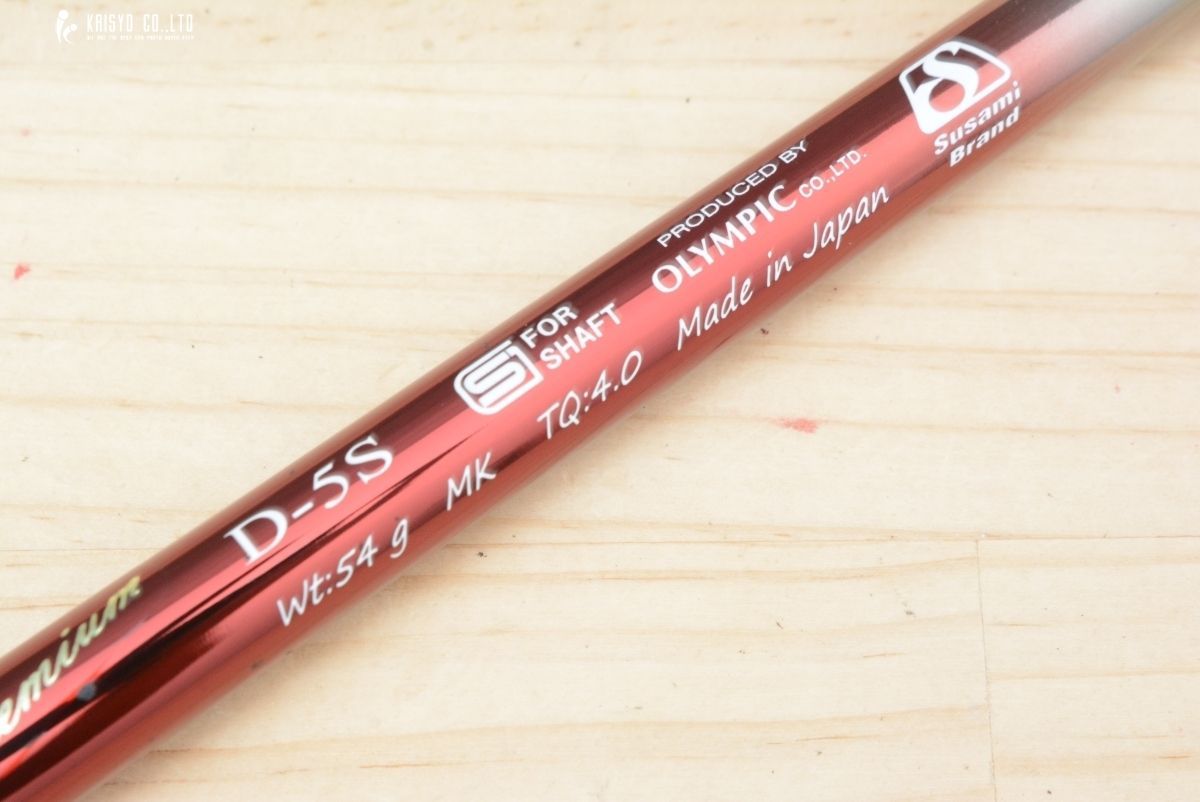 KAISYO CO.,LTD
Susami
Brand
PRODUCED BY
OLYMPIC CO.,LTD.
Made in Japan
FOR
SHAFT
TQ:4.0
D-5S
Wt:54 g MK
emium